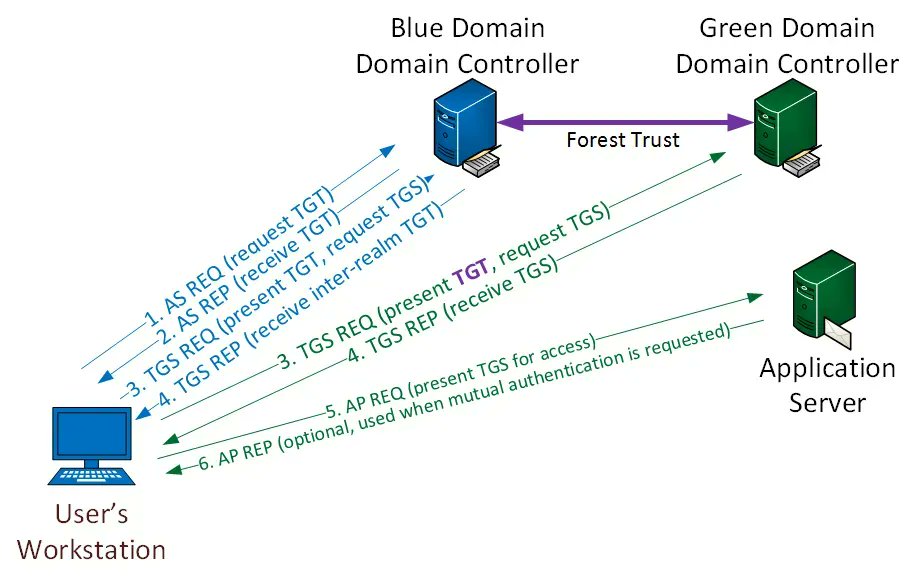 Blue Domain
Domain Controller
Green Domain
Domain Controller
Forest Trust
1. AS REQ (request TGT)
2. AS REP (receive TGT)
3. TGS REQ (present TGT, request TGS)
4. TGS REP (receive inter-realm TGT)
3. TGS REQ (present TGT, request TGS)
4. TGS REP (receive TGS)
5. AP REQ (present TGS for access)
6. AP REP (optional, used when mutual authentication is requested)
Application
Server
User's
Workstation